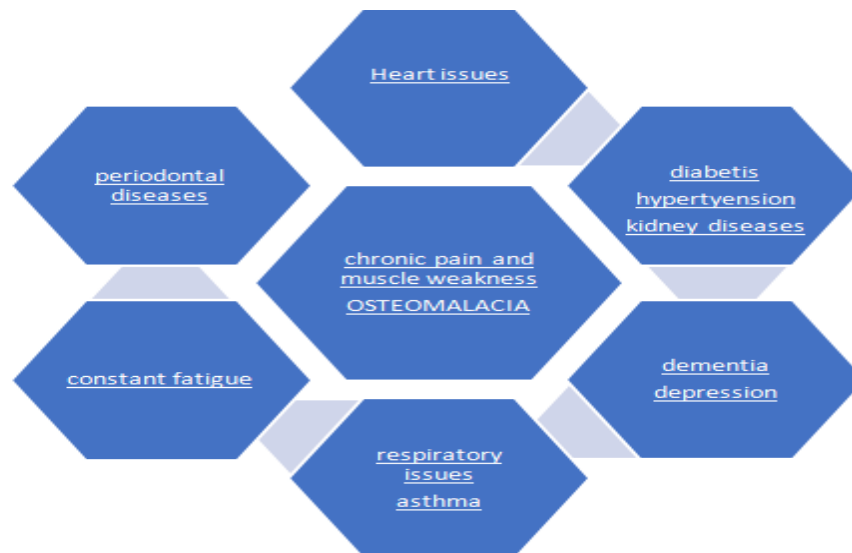 Heart issues
periodontal
diseases
diabetis
hypertyension
kidney diseases
chronic pain and
muscle weakness
OSTEOMALACIA
constant fatigue
dementia
depression
respiratory
issues
asthma